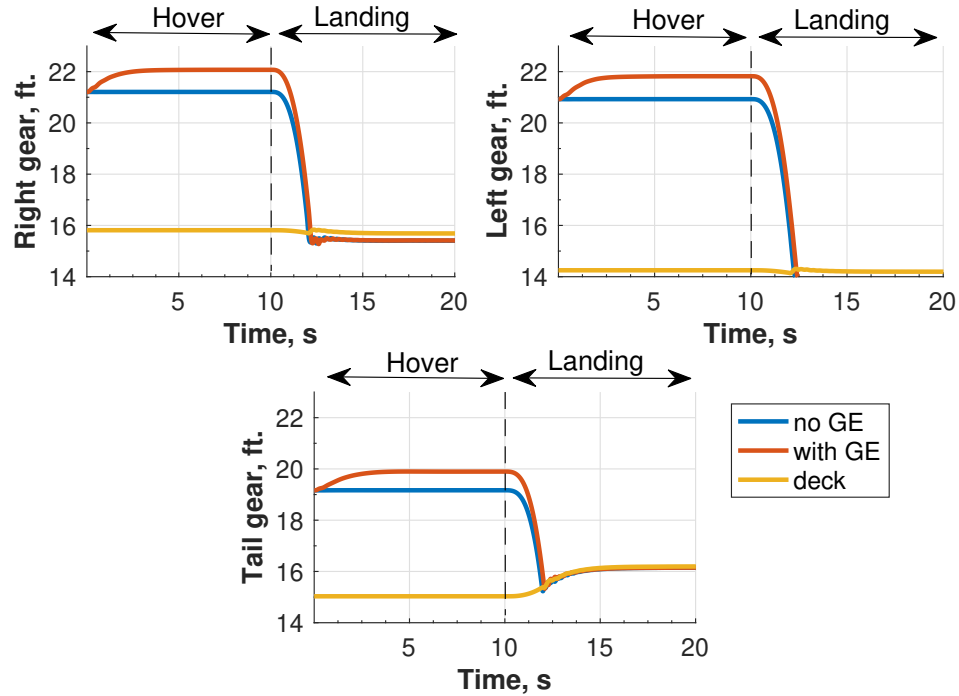 Hover Landing
Right gear, ft.
22
20
18
16
14
5 10 15 20
Time, s
Hover Landing
Left gear, ft.
22
20
18
16
14
5 10 15 20
Time, s
Hover Landing
Tail gear, ft.
22
20
18
16
14
5 10 15 20
Time, s
no GE
with GE
deck